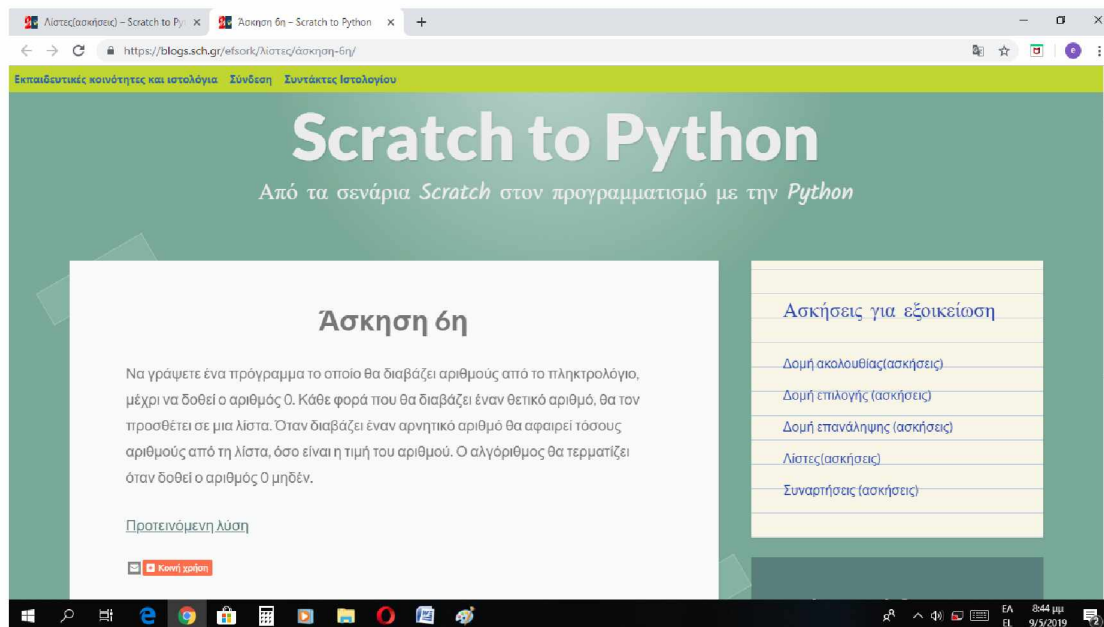 Λίστες(ασκήσεις) – Scratch to Py
Άσκηση 6η – Scratch to Python
https://blogs.sch.gr/efsork/λίστες/άσκηση-6η/
Εκπαιδευτικές κοινότητες και ιστολόγια Σύνδεση Συντάκτες Ιστολογίου
Scratch to Python
Από τα σενάρια Scratch στον προγραμματισμό με την Python
Άσκηση 6η
Να γράψετε ένα πρόγραμμα το οποίο θα διαβάζει αριθμούς από το πληκτρολόγιο,
μέχρι να δοθεί ο αριθμός 0. Κάθε φορά που θα διαβάζει έναν θετικό αριθμό, θα τον
προσθέτει σε μια λίστα. Όταν διαβάζει έναν αρνητικό αριθμό θα αφαιρεί τόσους
αριθμούς από τη λίστα, όσο είναι η τιμή του αριθμού. Ο αλγόριθμος θα τερματίζει
όταν δοθεί ο αριθμός 0 μηδέν.
Προτεινόμενη λύση
Κοινή χρήση
Ασκήσεις για εξοικείωση
Δομή ακολουθίας(ασκήσεις)
Δομή επιλογής (ασκήσεις)
Δομή επανάληψης (ασκήσεις)
Λίστες(ασκήσεις)
Συναρτήσεις (ασκήσεις)
ΕΛ 8:44 μμ
EL 9/5/2019